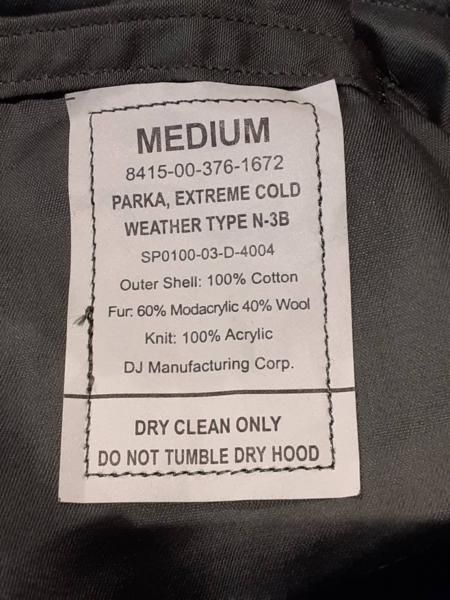 MEDIUM
8415-00-376-1672
PARKA, EXTREME COLD
WEATHER TYPE N-3B
SP0100-03-D-4004
Outer Shell: 100% Cotton
Fur: 60% Modacrylic 40% Wool
Knit: 100% Acrylic
DJ Manufacturing Corp.
DRY CLEAN ONLY
DO NOT TUMBLE DRY HOOD